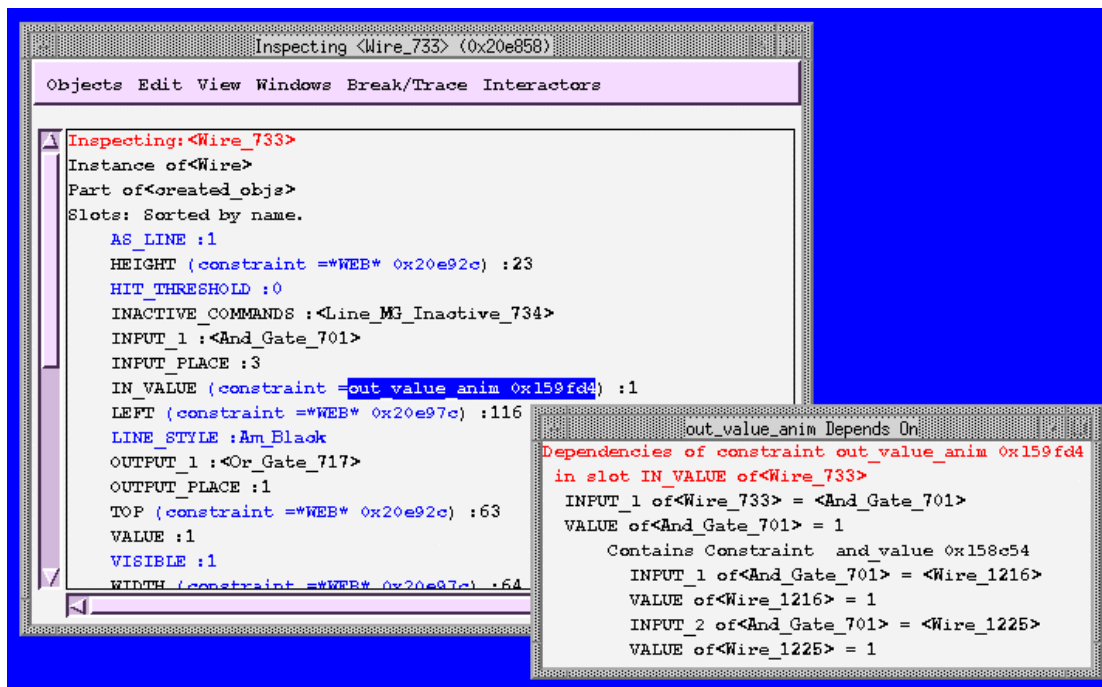 Inspecting <Wire_733> (0x20e858)
Objects Edit View Windows Break/Trace Interactors
Inspecting:<Wire_733>
Instance of<Wire>
Part of<created_objs>
Slots: Sorted by name.
AS_LINE :1
HEIGHT (constraint =*WEB* 0x20e92c) :23
HIT_THRESHOLD :0
INACTIVE_COMMANDS :<Line_MG_Inactive_734>
INPUT_1 :<And_Gate_701>
INPUT_PLACE :3
IN_VALUE (constraint =out_value_anim 0x159fd4) :1
LEFT (constraint =*WEB* 0x20e97c) :116
LINE_STYLE :Am_Black
OUTPUT_1 :<Or_Gate_717>
OUTPUT_PLACE :1
TOP (constraint =*WEB* 0x20e92c) :63
VALUE :1
VISIBLE :1
WIDTH (constraint =*WEB* 0x20e97c) :64
out_value_anim Depends On
Dependencies of constraint out_value_anim 0x159fd4
in slot IN_VALUE of<Wire_733>
INPUT_1 of<Wire_733> = <And_Gate_701>
VALUE of<And_Gate_701> = 1
Contains Constraint and_value 0x158c54
INPUT_1 of<And_Gate_701> = <Wire_1216>
VALUE of<Wire_1216> = 1
INPUT_2 of<And_Gate_701> = <Wire_1225>
VALUE of<Wire_1225> = 1